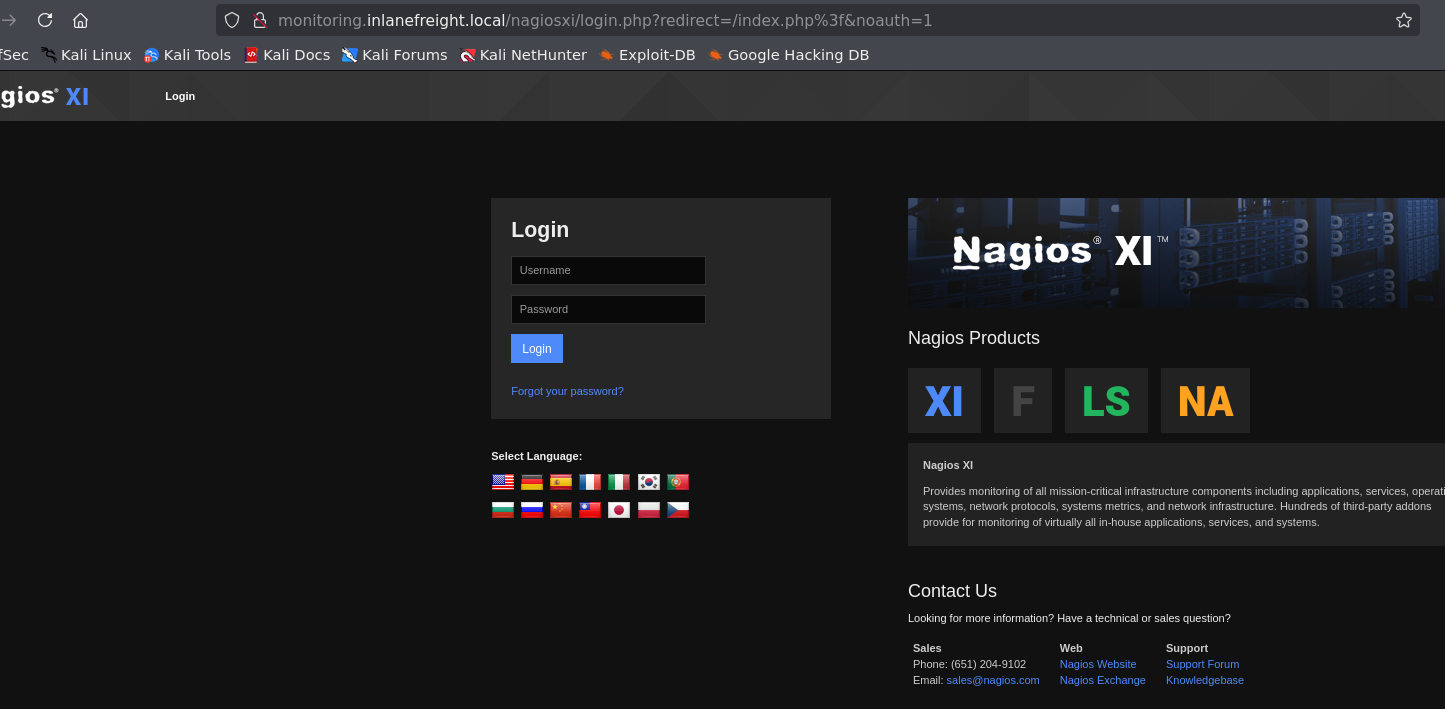 monitoring.inlanefreight.local/nagiosxi/login.php?redirect=/index.php%3f&noauth=1
fSec Kali Linux Kali Tools Kali Docs Kali Forums Kali NetHunter Exploit-DB Google Hacking DB
gios® XI Login
Login
Username
Password
Login
Forgot your password?
Select Language:
Nagios® XI™
Nagios Products
XI F LS NA
Nagios XI
Provides monitoring of all mission-critical infrastructure components including applications, services, operati
systems, network protocols, systems metrics, and network infrastructure. Hundreds of third-party addons
provide for monitoring of virtually all in-house applications, services, and systems.
Contact Us
Looking for more information? Have a technical or sales question?
Sales Web Support
Phone: (651) 204-9102 Nagios Website Support Forum
Email: sales@nagios.com Nagios Exchange Knowledgebase